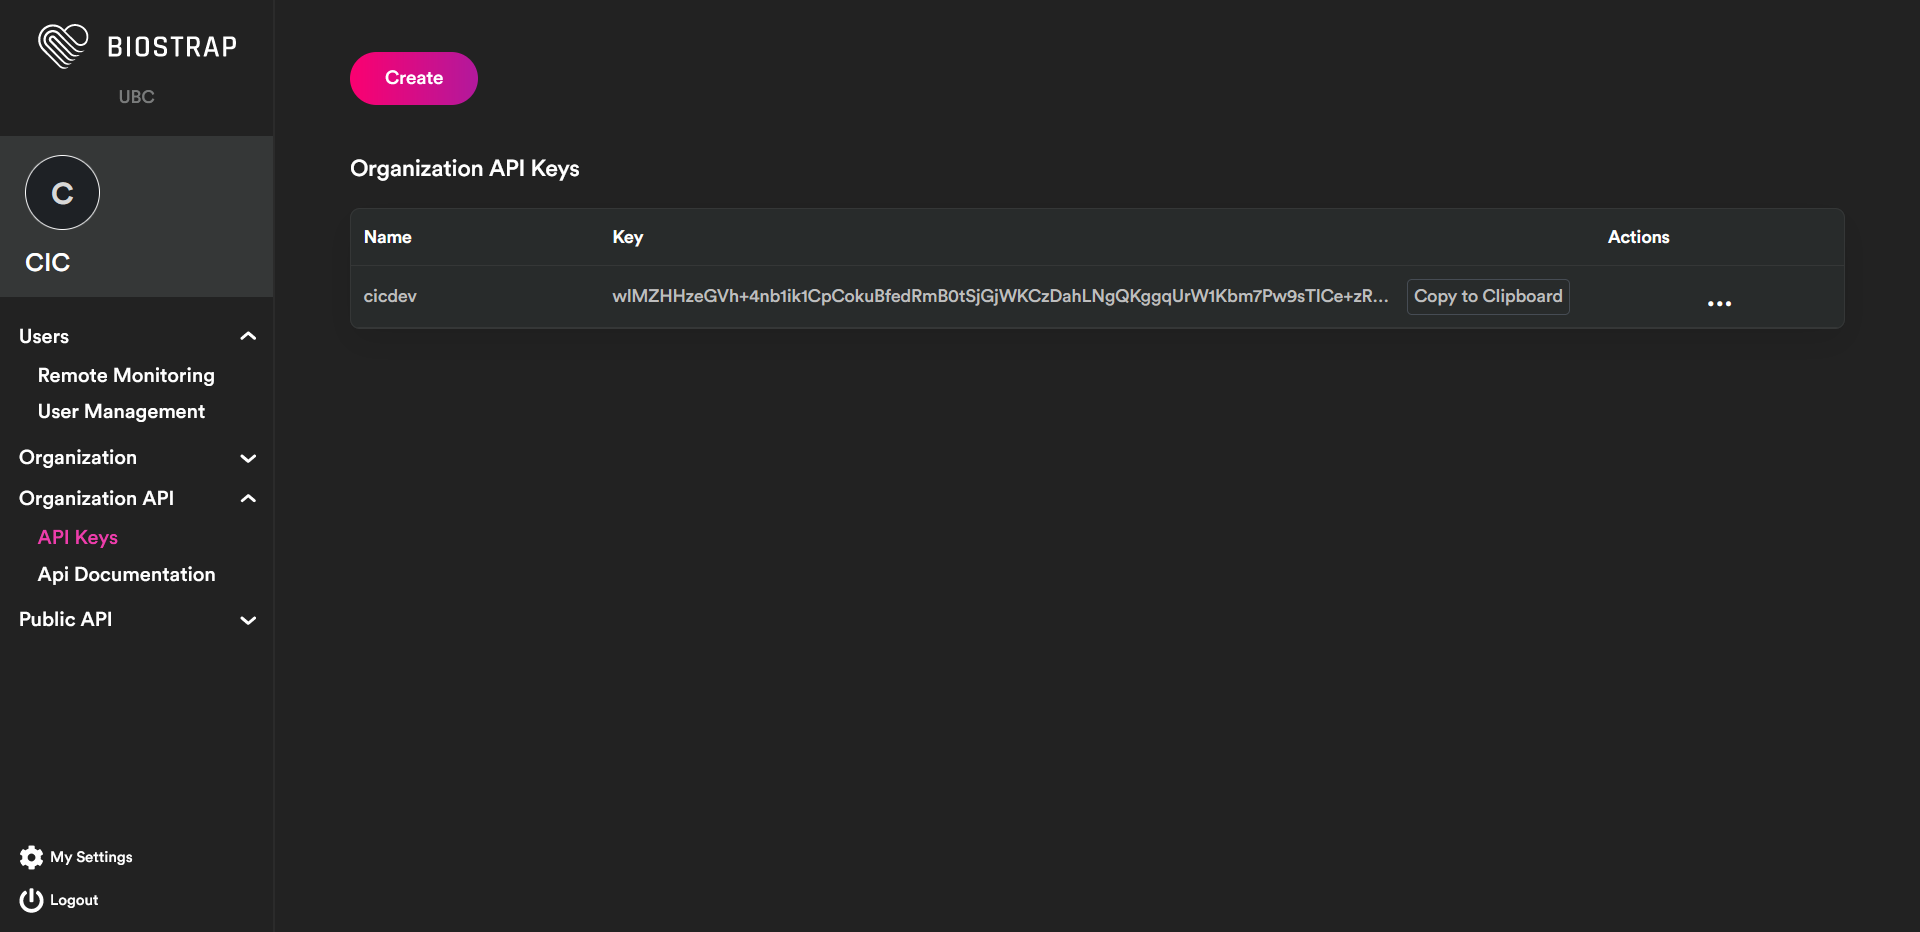 BIOSTRAP
UBC
C
CIC
Users
Remote Monitoring
User Management
Organization
Organization API
API Keys
Api Documentation
Public API
My Settings
Logout
Create
Organization API Keys
Name Key Actions
cicdev wIMZHHzeGVh+4nb1ik1CpCokuBfedRmB0tSjGjWKCzDahLNgQKggqUrW1Kbm7Pw9sTICe+zR... Copy to Clipboard ...